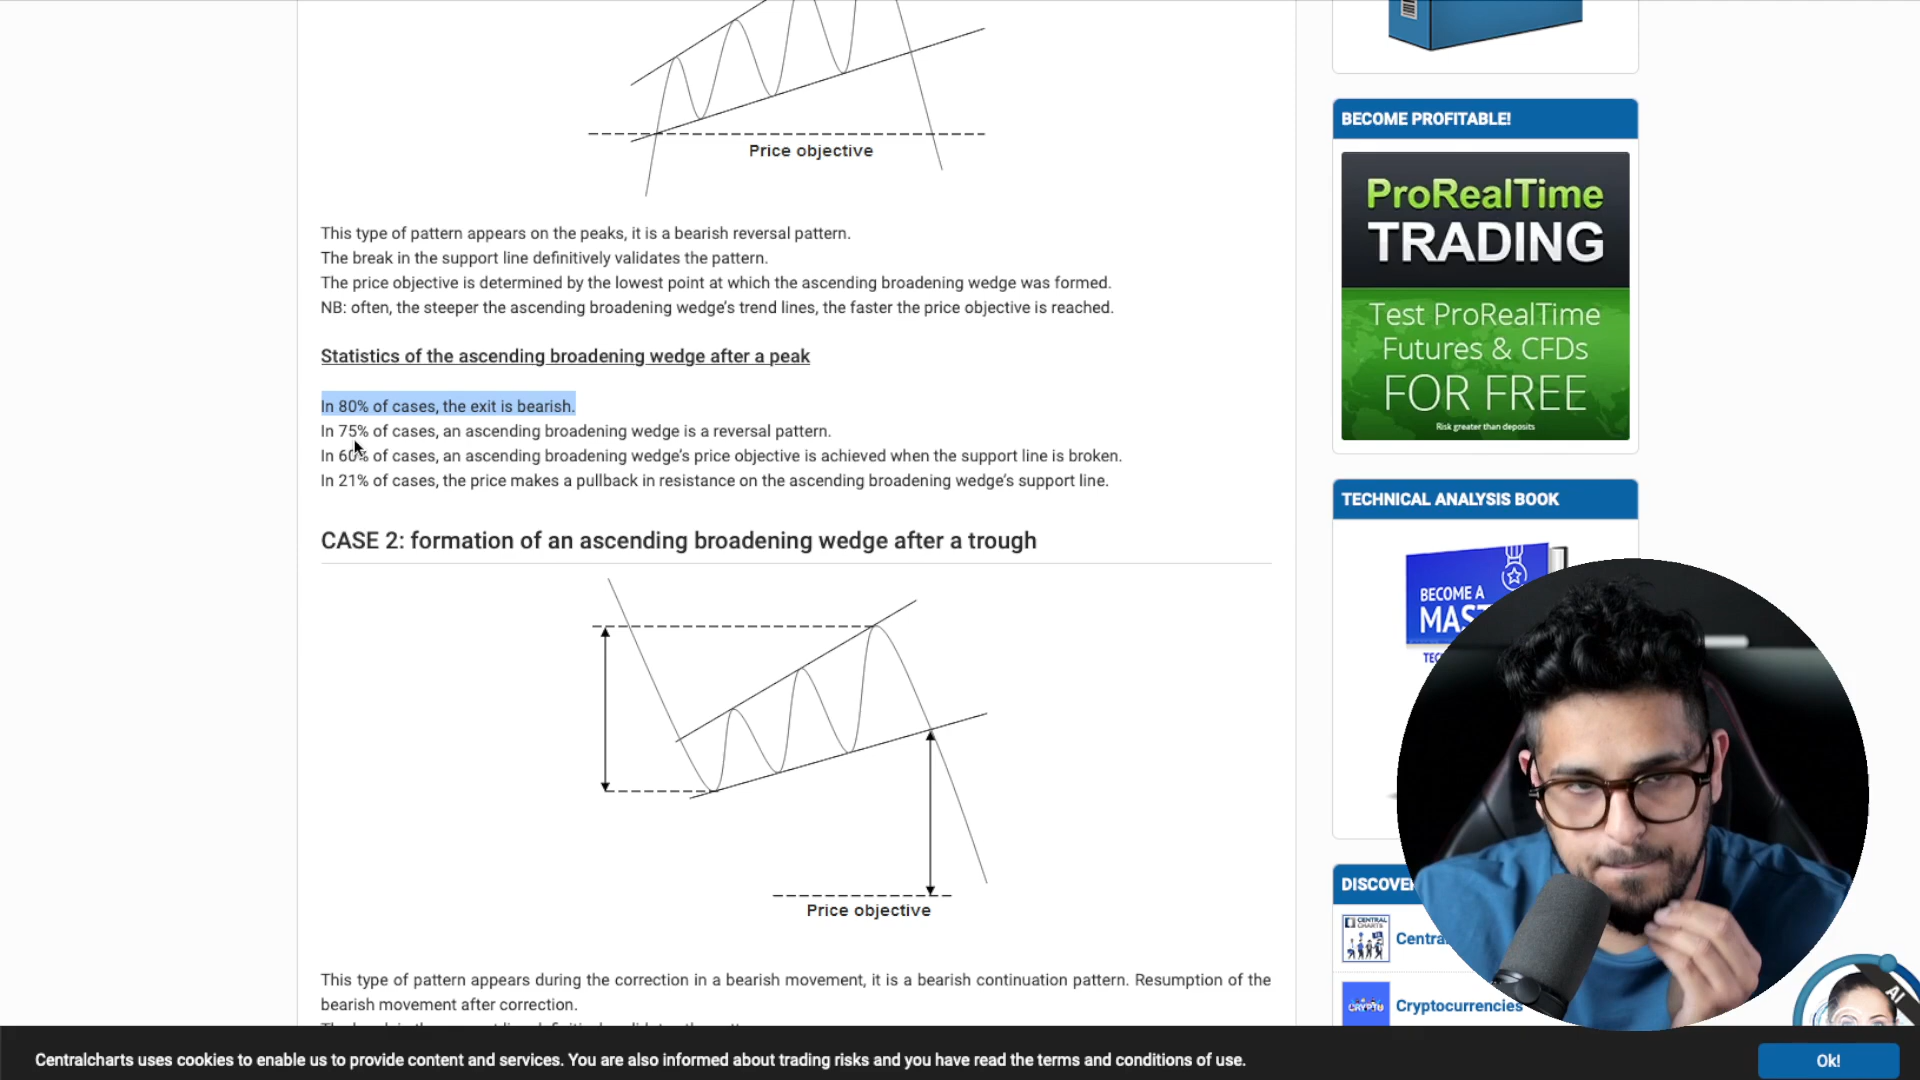 Price objective
This type of pattern appears on the peaks, it is a bearish reversal pattern.
The break in the support line definitively validates the pattern.
The price objective is determined by the lowest point at which the ascending broadening wedge was formed.
NB: often, the steeper the ascending broadening wedge's trend lines, the faster the price objective is reached.
Statistics of the ascending broadening wedge after a peak
In 80% of cases, the exit is bearish.
In 75% of cases, an ascending broadening wedge is a reversal pattern.
In 60% of cases, an ascending broadening wedge's price objective is achieved when the support line is broken.
In 21% of cases, the price makes a pullback in resistance on the ascending broadening wedge's support line.
CASE 2: formation of an ascending broadening wedge after a trough
Price objective
This type of pattern appears during the correction in a bearish movement, it is a bearish continuation pattern. Resumption of the
bearish movement after correction.
BECOME PROFITABLE!
ProRealTime
TRADING
Test ProRealTime
Futures & CFDs
FOR FREE
Risk greater than deposits
TECHNICAL ANALYSIS BOOK
BECOME A
MAST
TEC
DISCOVE
CENTRAL
CHARTS
Centra
CRYPTO
Cryptocurrencies
AI
Centralcharts uses cookies to enable us to provide content and services. You are also informed about trading risks and you have read the terms and conditions of use.
Ok!